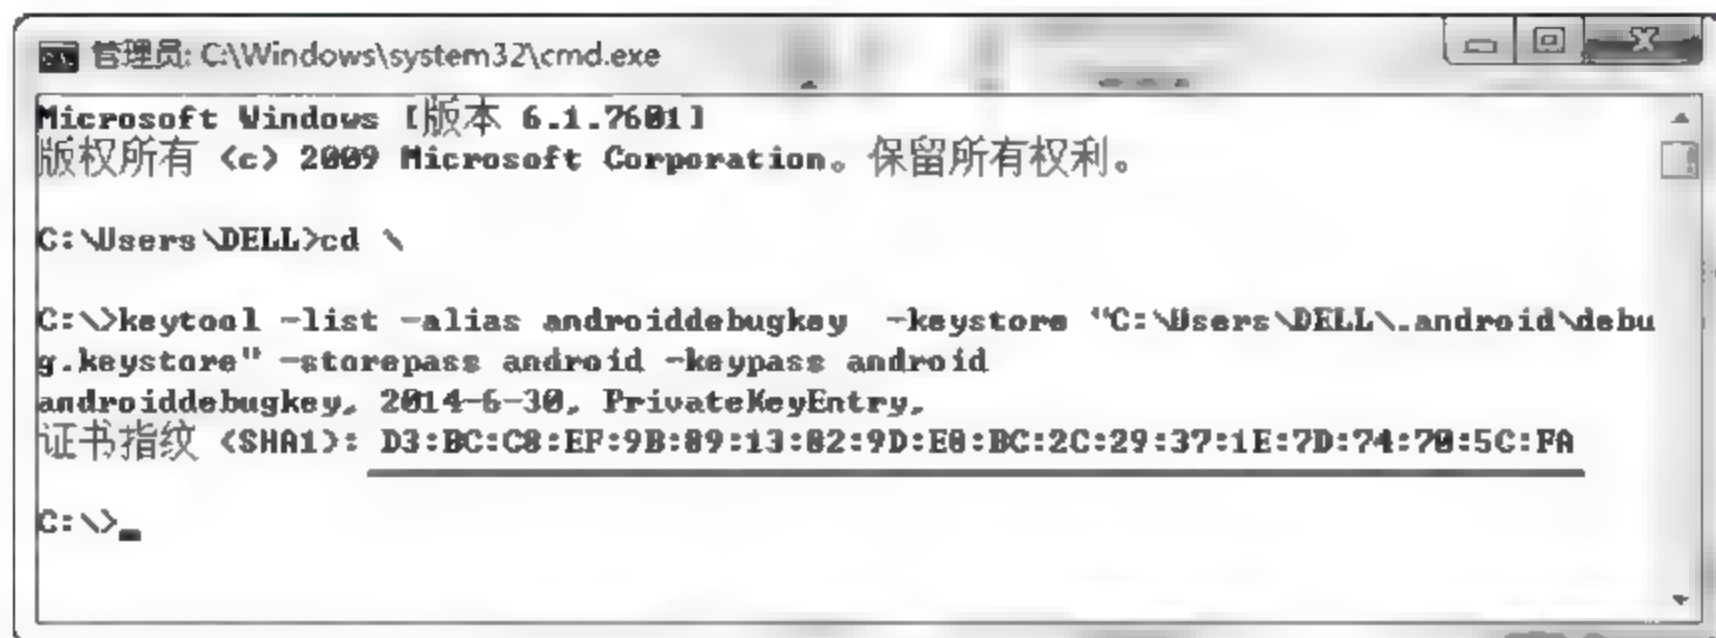 管理员: C:\Windows\system32\cmd.exe
Microsoft Windows [版本 6.1.7601]
版权所有 (c) 2009 Microsoft Corporation。保留所有权利。
C:\Users\DELL>cd \
C:\>keytool -list -alias androiddebugkey  -keystore "C:\Users\DELL\.android\debu
g.keystore" -storepass android -keypass android
androiddebugkey, 2014-6-30, PrivateKeyEntry,
证书指纹 (SHA1): D3:BC:C8:EF:9B:89:13:82:9D:E8:BC:2C:29:37:1E:7D:74:70:5C:FA
C:\>_